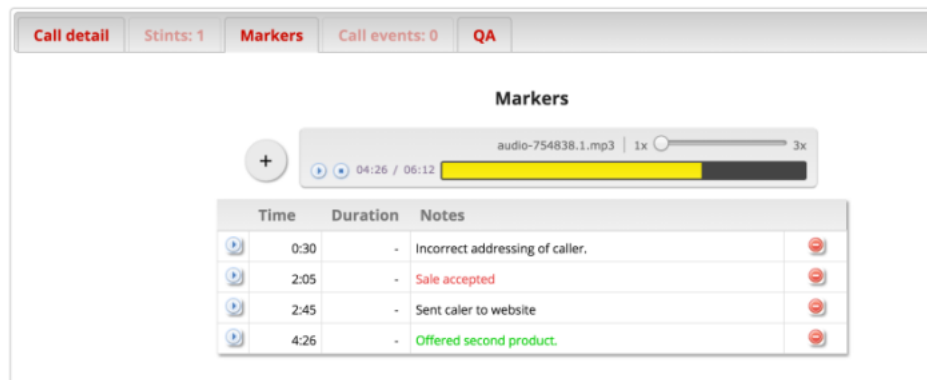 Call detail Stints: 1 Markers Call events: 0 QA
Markers
+
audio-754838.1.mp3 | 1x 3x
04:26 / 06:12
Time Duration Notes
0:30 - Incorrect addressing of caller.
2:05 - Sale accepted
2:45 - Sent caler to website
4:26 - Offered second product.